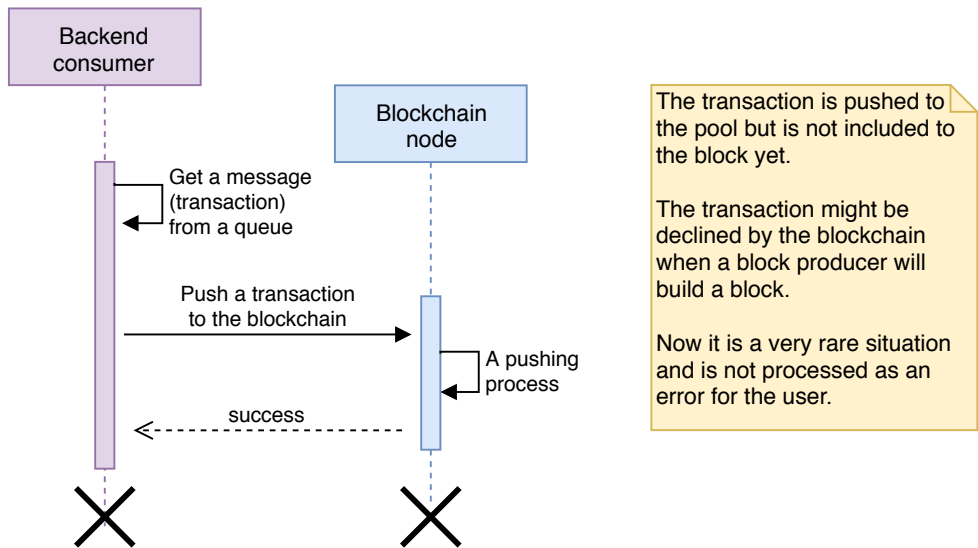 Backend
consumer
Blockchain
node
Get a message
(transaction)
from a queue
Push a transaction
to the blockchain
A pushing
process
success
The transaction is pushed to
the pool but is not included to
the block yet.
The transaction might be
declined by the blockchain
when a block producer will
build a block.
Now it is a very rare situation
and is not processed as an
error for the user.